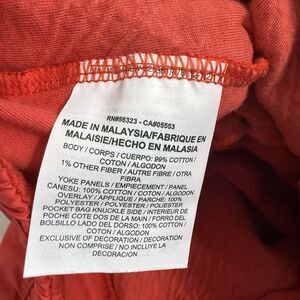 RN#56323 - CA#05553
MADE IN MALAYSIA/FABRIQUE EN
MALAISIE/HECHO EN MALASIA
BODY / CORPS / CUERPO: 99% COTTON /
COTON / ALGODON
1% OTHER FIBER / AUTRE FIBRE / OTRA
FIBRA
YOKE PANELS / EMPIECEMENT / PANEL
CANESU: 100% COTTON / COTON / ALGODON
OVERLAY / APPLIQUE / PARCHE: 100%
POLYESTER / POLYESTER / POLIESTER
POCKET BAG KNUCKLE SIDE / INTERIEUR DE
POCHE COTE DOS DE LA MAIN / FORRO DEL
BOLSILLO LADO DEL DORSO: 100% COTTON /
COTON / ALGODON
EXCLUSIVE OF DECORATION / DECORATION
NON COMPRISE / NO INCLUYE LA
DECORACION